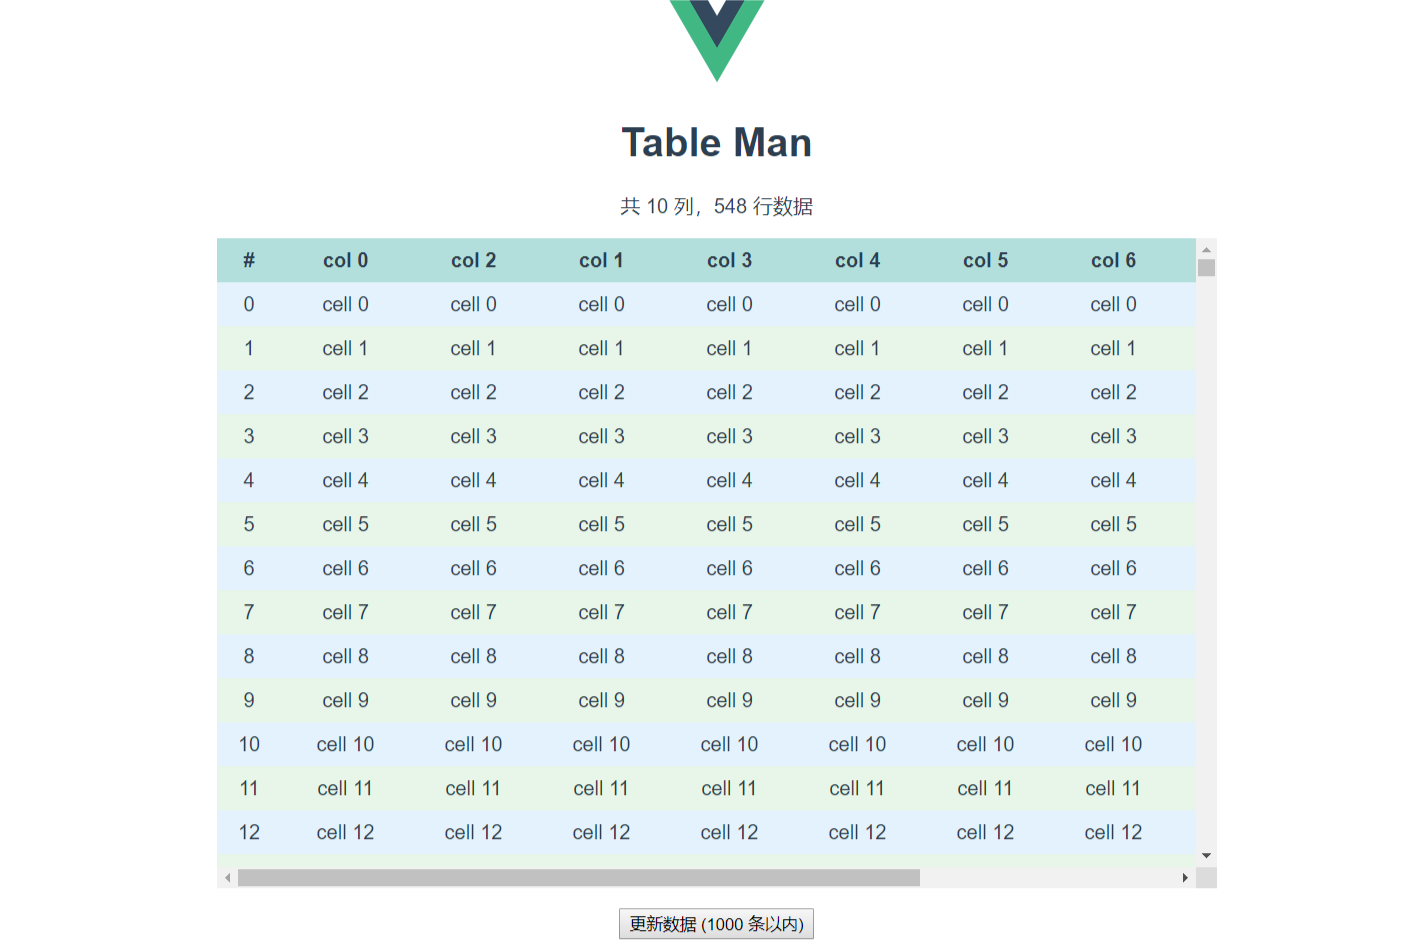 Table Man
共 10 列，548 行数据
# col 0 col 2 col 1 col 3 col 4 col 5 col 6
0 cell 0 cell 0 cell 0 cell 0 cell 0 cell 0 cell 0
1 cell 1 cell 1 cell 1 cell 1 cell 1 cell 1 cell 1
2 cell 2 cell 2 cell 2 cell 2 cell 2 cell 2 cell 2
3 cell 3 cell 3 cell 3 cell 3 cell 3 cell 3 cell 3
4 cell 4 cell 4 cell 4 cell 4 cell 4 cell 4 cell 4
5 cell 5 cell 5 cell 5 cell 5 cell 5 cell 5 cell 5
6 cell 6 cell 6 cell 6 cell 6 cell 6 cell 6 cell 6
7 cell 7 cell 7 cell 7 cell 7 cell 7 cell 7 cell 7
8 cell 8 cell 8 cell 8 cell 8 cell 8 cell 8 cell 8
9 cell 9 cell 9 cell 9 cell 9 cell 9 cell 9 cell 9
10 cell 10 cell 10 cell 10 cell 10 cell 10 cell 10 cell 10
11 cell 11 cell 11 cell 11 cell 11 cell 11 cell 11 cell 11
12 cell 12 cell 12 cell 12 cell 12 cell 12 cell 12 cell 12
更新数据 (1000 条以内)